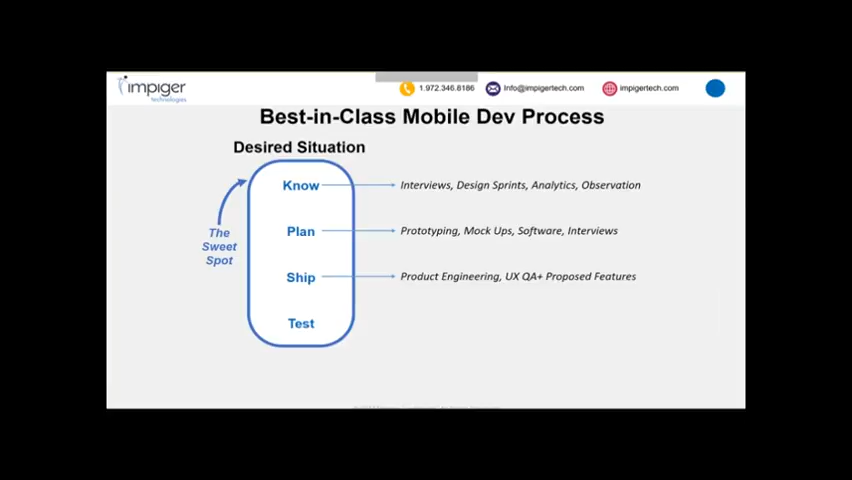 impiger
technologies
1.972.346.8186
Info@impigertech.com
impigertech.com
Best-in-Class Mobile Dev Process
Desired Situation
Know
Interviews, Design Sprints, Analytics, Observation
The
Sweet
Spot
Plan
Prototyping, Mock Ups, Software, Interviews
Ship
Product Engineering, UX QA+ Proposed Features
Test